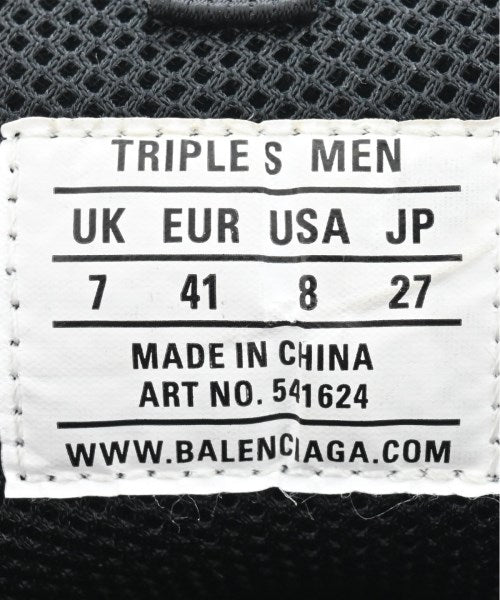 TRIPLE S MEN
UK EUR USA JP
7 41 8 27
MADE IN CHINA
ART NO. 541624
WWW.BALENCIAGA.COM